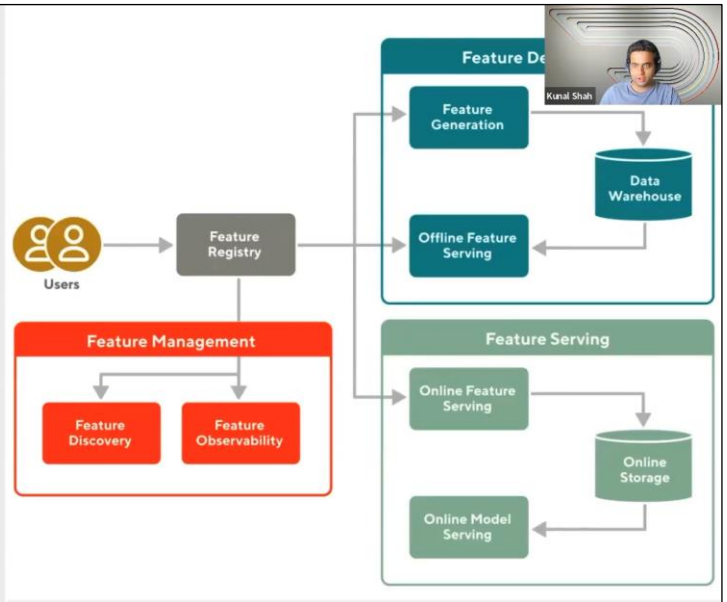 Feature De
Kunal Shah
Feature
Generation
Data
Warehouse
Feature
Registry
Offline Feature
Serving
Users
Feature Management
Feature Serving
Feature
Discovery
Feature
Observability
Online Feature
Serving
Online
Storage
Online Model
Serving